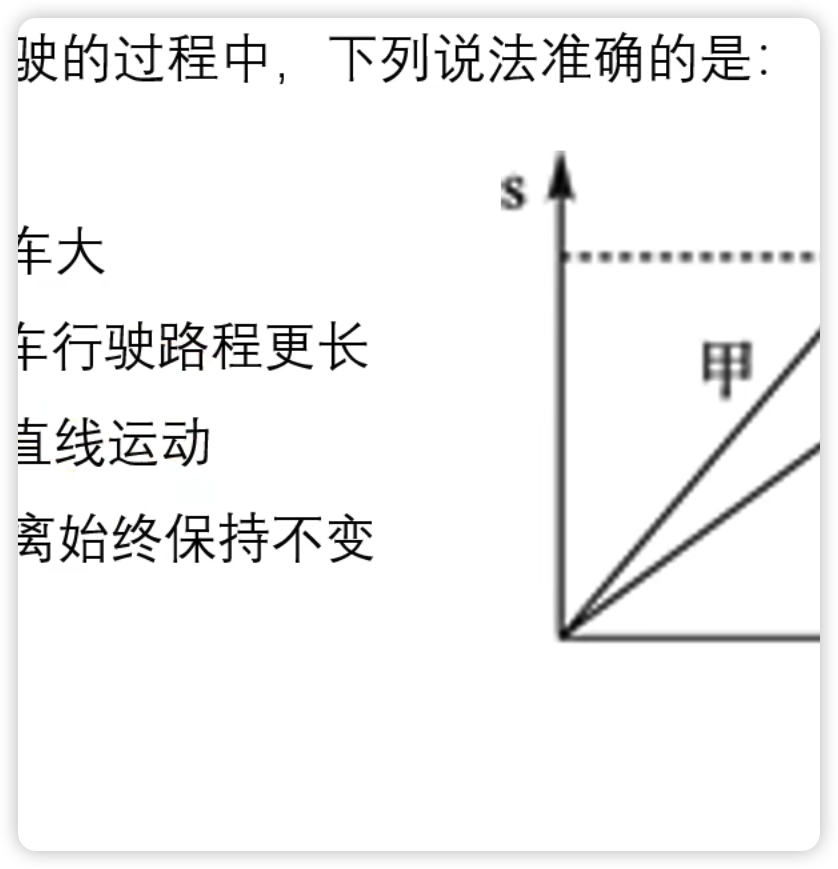 驶的过程中，下列说法准确的是：
s
车大
车行驶路程更长
甲
直线运动
离始终保持不变